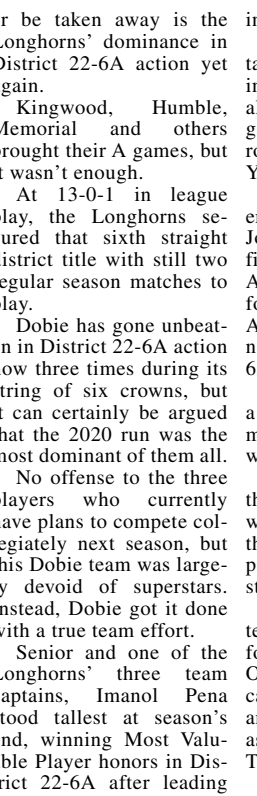 r be taken away is the
Longhorns’ dominance in
District 22-6A action yet
again.
Kingwood, Humble,
Memorial and others
brought their A games, but
it wasn’t enough.
At 13-0-1 in league
play, the Longhorns se-
cured that sixth straight
district title with still two
regular season matches to
play.
Dobie has gone unbeat-
en in District 22-6A action
now three times during its
string of six crowns, but
it can certainly be argued
that the 2020 run was the
most dominant of them all.
No offense to the three
players who currently
have plans to compete col-
legiately next season, but
this Dobie team was large-
ly devoid of superstars.
Instead, Dobie got it done
with a true team effort.
Senior and one of the
Longhorns’ three team
captains, Imanol Pena
stood tallest at season’s
end, winning Most Valu-
able Player honors in Dis-
trict 22-6A after leading